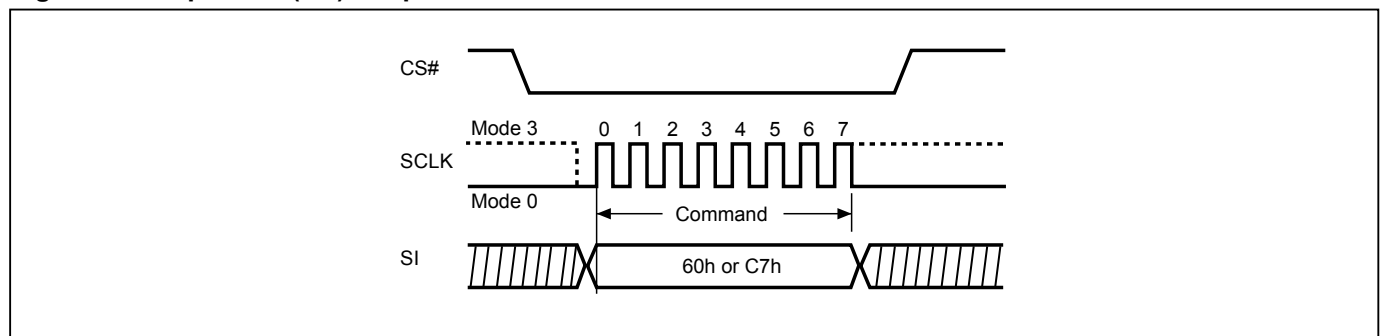 CS#
Mode 3
0 1 2 3 4 5 6 7
SCLK
Mode 0
Command
SI
60h or C7h